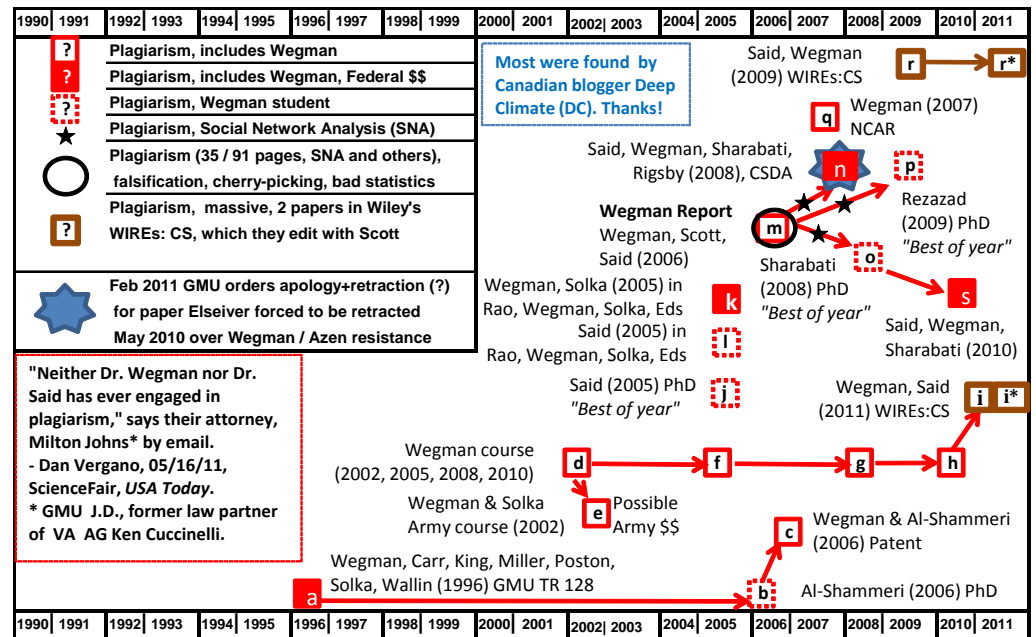 1990 1991 1992 1993 1994 1995 1996 1997 1998 1999 2000 2001 2002 2003 2004 2005 2006 2007 2008 2009 2010 2011
? Plagiarism, includes Wegman
? Plagiarism, includes Wegman, Federal $$
? Plagiarism, Wegman student
Plagiarism, Social Network Analysis (SNA)
Plagiarism (35 / 91 pages, SNA and others),
falsification, cherry-picking, bad statistics
Plagiarism, massive, 2 papers in Wiley's
? WIREs: CS, which they edit with Scott
Feb 2011 GMU orders apology+retraction (?)
for paper Elseiver forced to be retracted
May 2010 over Wegman / Azen resistance
Most were found by
Canadian blogger Deep
Climate (DC). Thanks!
Said, Wegman
(2009) WIREs:CS
r r*
Wegman (2007)
NCAR
q
Said, Wegman, Sharabati,
Rigsby (2008), CSDA
n
p
Rezazad
(2009) PhD
"Best of year"
Wegman Report
Wegman, Scott,
Said (2006)
m
o
Sharabati
(2008) PhD
"Best of year"
s
Said, Wegman,
Sharabati (2010)
Wegman, Solka (2005) in
Rao, Wegman, Solka, Eds
k
Said (2005) in
Rao, Wegman, Solka, Eds
l
Said (2005) PhD
"Best of year"
j
Wegman, Said
(2011) WIREs:CS
i i*
"Neither Dr. Wegman nor Dr.
Said has ever engaged in
plagiarism," says their attorney,
Milton Johns* by email.
- Dan Vergano, 05/16/11,
ScienceFair, USA Today.
* GMU J.D., former law partner
of VA AG Ken Cuccinelli.
Wegman course
(2002, 2005, 2008, 2010)
d f g h
Wegman & Solka
Army course (2002)
e
Possible
Army $$
Wegman & Al-Shammeri
(2006) Patent
c
Wegman, Carr, King, Miller, Poston,
Solka, Wallin (1996) GMU TR 128
a b
Al-Shammeri (2006) PhD
1990 1991 1992 1993 1994 1995 1996 1997 1998 1999 2000 2001 2002 2003 2004 2005 2006 2007 2008 2009 2010 2011